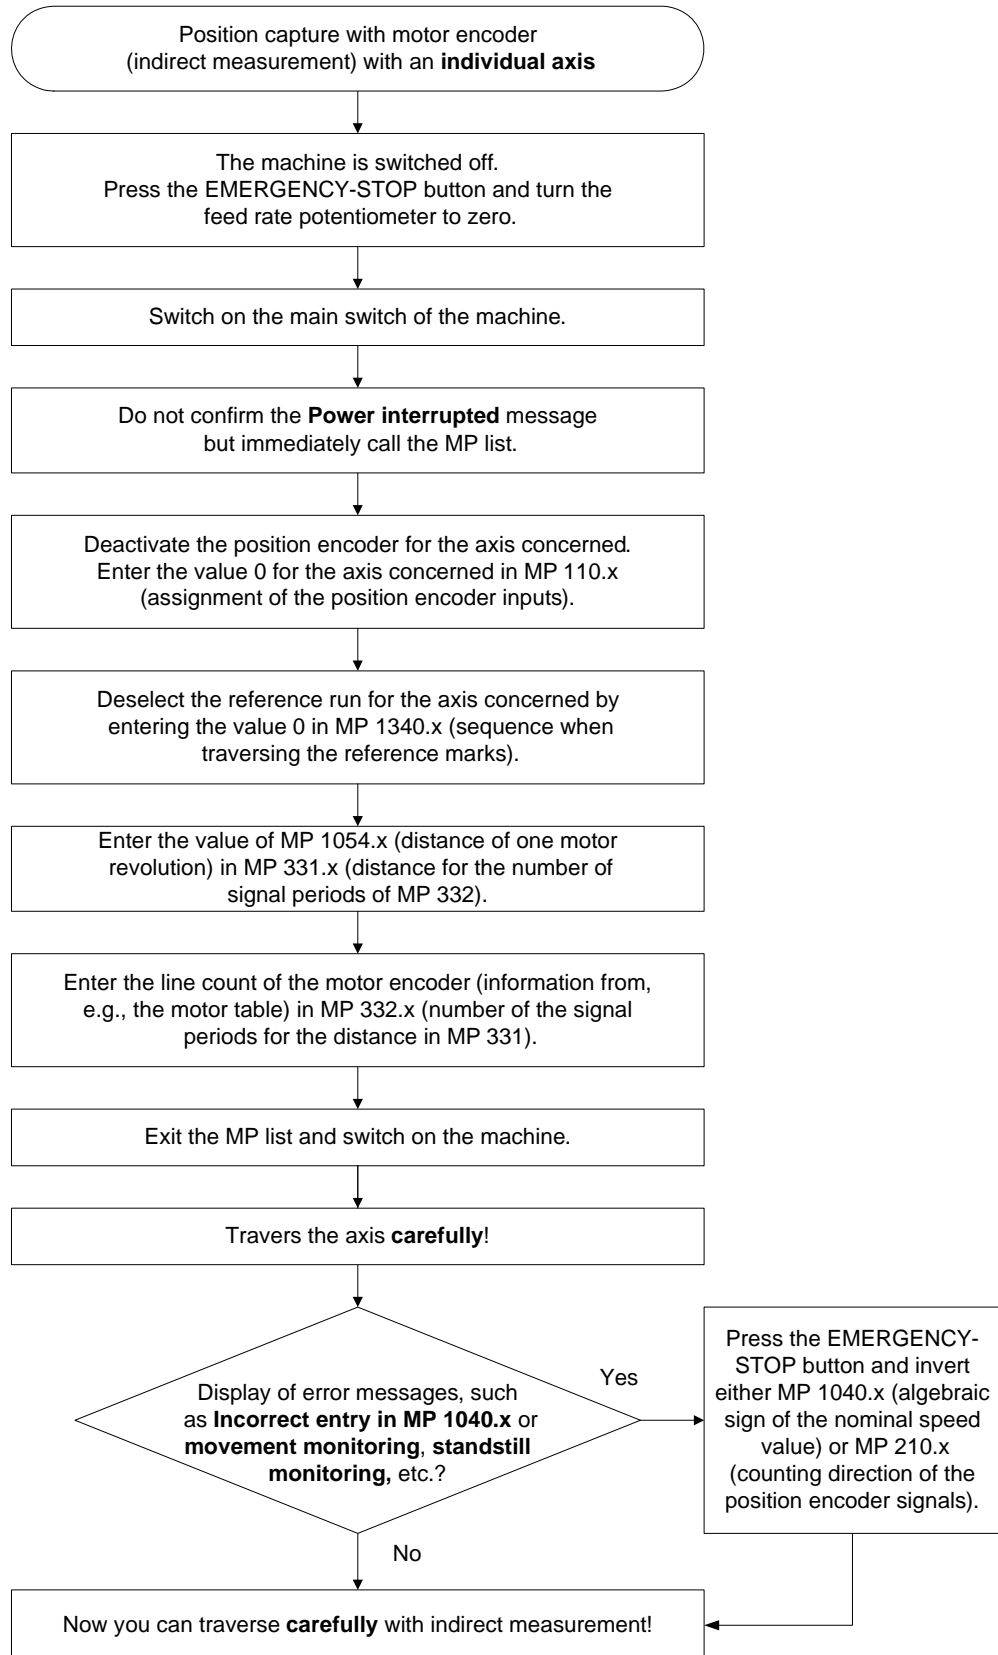 Position capture with motor encoder
(indirect measurement) with an individual axis
The machine is switched off.
Press the EMERGENCY-STOP button and turn the
feed rate potentiometer to zero.
Switch on the main switch of the machine.
Do not confirm the Power interrupted message
but immediately call the MP list.
Deactivate the position encoder for the axis concerned.
Enter the value 0 for the axis concerned in MP 110.x
(assignment of the position encoder inputs).
Deselect the reference run for the axis concerned by
entering the value 0 in MP 1340.x (sequence when
traversing the reference marks).
Enter the value of MP 1054.x (distance of one motor
revolution) in MP 331.x (distance for the number of
signal periods of MP 332).
Enter the line count of the motor encoder (information from,
e.g., the motor table) in MP 332.x (number of the signal
periods for the distance in MP 331).
Exit the MP list and switch on the machine.
Travers the axis carefully!
Display of error messages, such
as Incorrect entry in MP 1040.x or
movement monitoring, standstill
monitoring, etc.?
Yes
Press the EMERGENCY-
STOP button and invert
either MP 1040.x (algebraic
sign of the nominal speed
value) or MP 210.x
(counting direction of the
position encoder signals).
No
Now you can traverse carefully with indirect measurement!